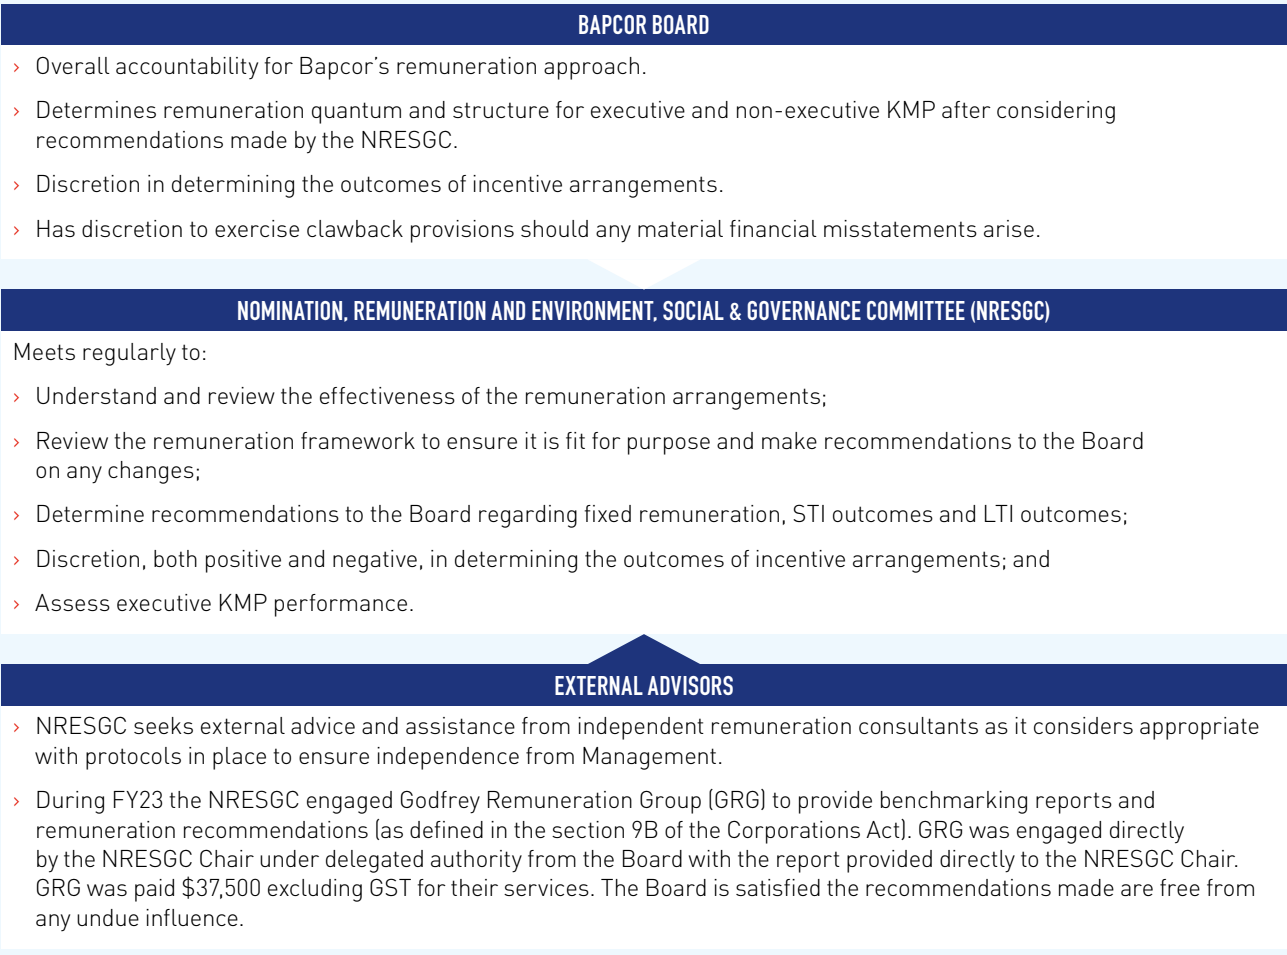 BAPCOR BOARD
› Overall accountability for Bapcor’s remuneration approach.
› Determines remuneration quantum and structure for executive and non-executive KMP after considering
recommendations made by the NRESGC.
› Discretion in determining the outcomes of incentive arrangements.
› Has discretion to exercise clawback provisions should any material financial misstatements arise.
NOMINATION, REMUNERATION AND ENVIRONMENT, SOCIAL & GOVERNANCE COMMITTEE (NRESGC)
Meets regularly to:
› Understand and review the effectiveness of the remuneration arrangements;
› Review the remuneration framework to ensure it is fit for purpose and make recommendations to the Board
on any changes;
› Determine recommendations to the Board regarding fixed remuneration, STI outcomes and LTI outcomes;
› Discretion, both positive and negative, in determining the outcomes of incentive arrangements; and
› Assess executive KMP performance.
EXTERNAL ADVISORS
› NRESGC seeks external advice and assistance from independent remuneration consultants as it considers appropriate
with protocols in place to ensure independence from Management.
› During FY23 the NRESGC engaged Godfrey Remuneration Group (GRG) to provide benchmarking reports and
remuneration recommendations (as defined in the section 9B of the Corporations Act). GRG was engaged directly
by the NRESGC Chair under delegated authority from the Board with the report provided directly to the NRESGC Chair.
GRG was paid $37,500 excluding GST for their services. The Board is satisfied the recommendations made are free from
any undue influence.